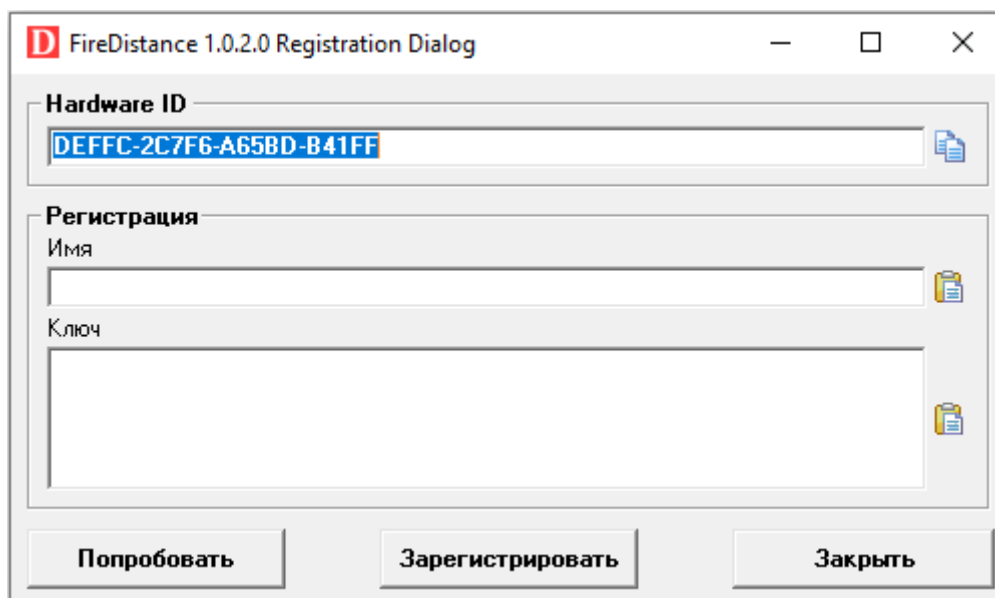 D FireDistance 1.0.2.0 Registration Dialog
Hardware ID
DEFFC-2C7F6-A65BD-B41FF
Регистрация
Имя
Ключ
Попробовать Зарегистрировать Закрыть